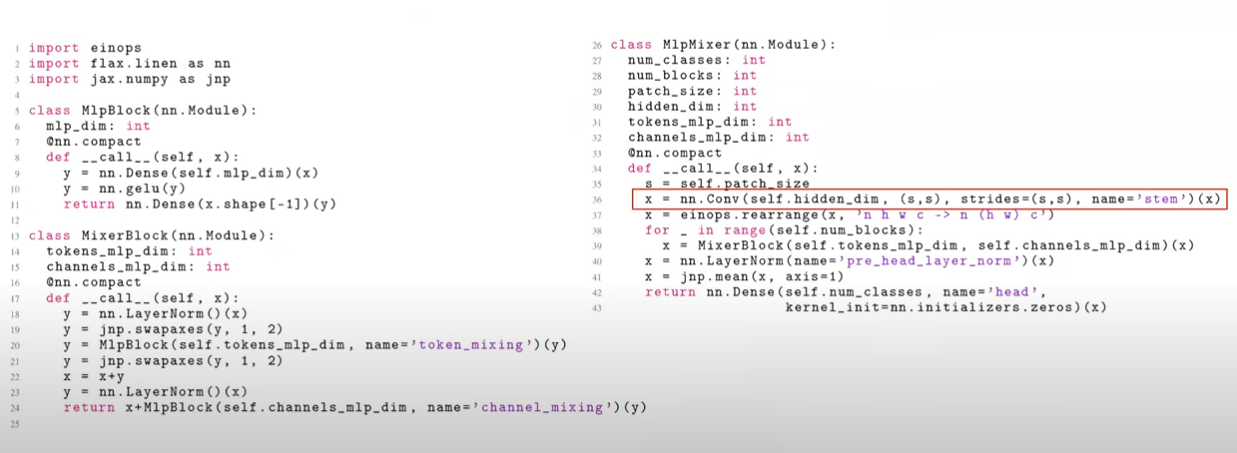 1 import einops
2 import flax.linen as nn
3 import jax.numpy as jnp
4
5 class MlpBlock(nn.Module):
6   mlp_dim: int
7   @nn.compact
8   def __call__(self, x):
9     y = nn.Dense(self.mlp_dim)(x)
10     y = nn.gelu(y)
11     return nn.Dense(x.shape[-1])(y)
12
13 class MixerBlock(nn.Module):
14   tokens_mlp_dim: int
15   channels_mlp_dim: int
16   @nn.compact
17   def __call__(self, x):
18     y = nn.LayerNorm()(x)
19     y = jnp.swapaxes(y, 1, 2)
20     y = MlpBlock(self.tokens_mlp_dim, name='token_mixing')(y)
21     y = jnp.swapaxes(y, 1, 2)
22     x = x+y
23     y = nn.LayerNorm()(x)
24     return x+MlpBlock(self.channels_mlp_dim, name='channel_mixing')(y)
25
26 class MlpMixer(nn.Module):
27   num_classes: int
28   num_blocks: int
29   patch_size: int
30   hidden_dim: int
31   tokens_mlp_dim: int
32   channels_mlp_dim: int
33   @nn.compact
34   def __call__(self, x):
35     s = self.patch_size
36     x = nn.Conv(self.hidden_dim, (s,s), strides=(s,s), name='stem')(x)
37     x = einops.rearrange(x, 'n h w c -> n (h w) c')
38     for _ in range(self.num_blocks):
39       x = MixerBlock(self.tokens_mlp_dim, self.channels_mlp_dim)(x)
40     x = nn.LayerNorm(name='pre_head_layer_norm')(x)
41     x = jnp.mean(x, axis=1)
42     return nn.Dense(self.num_classes, name='head',
43                     kernel_init=nn.initializers.zeros)(x)